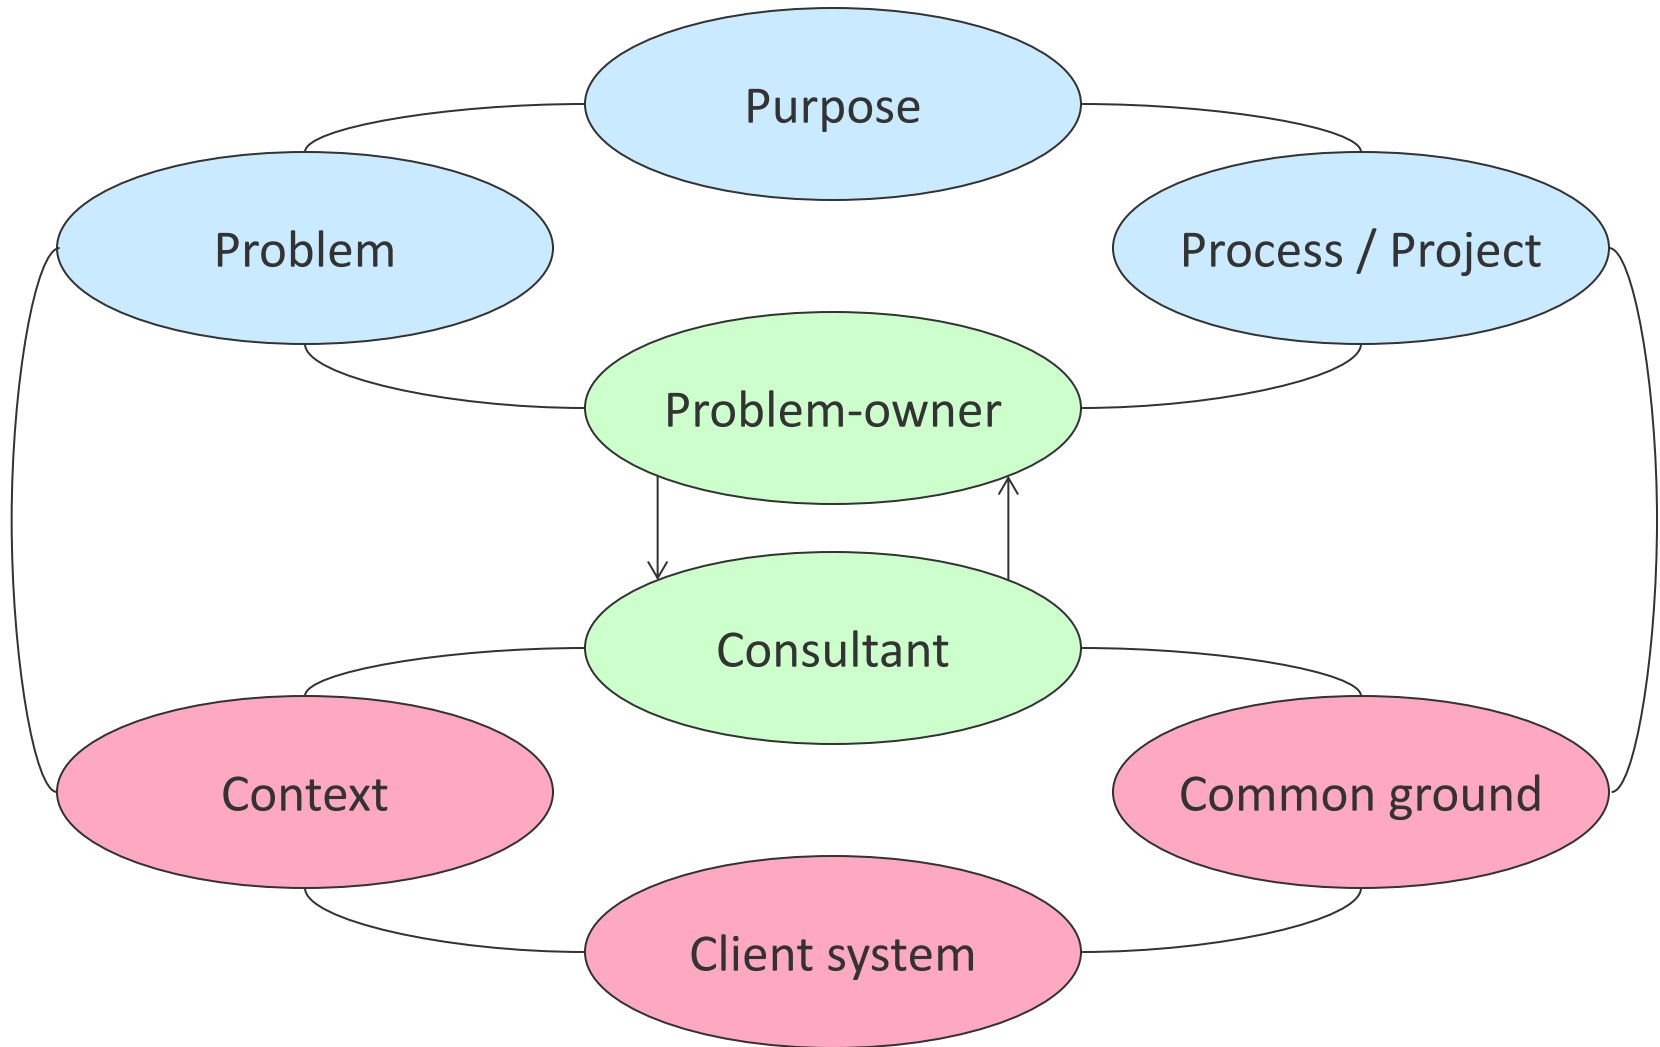 Purpose
Problem
Process / Project
Problem-owner
Consultant
Context
Common ground
Client system